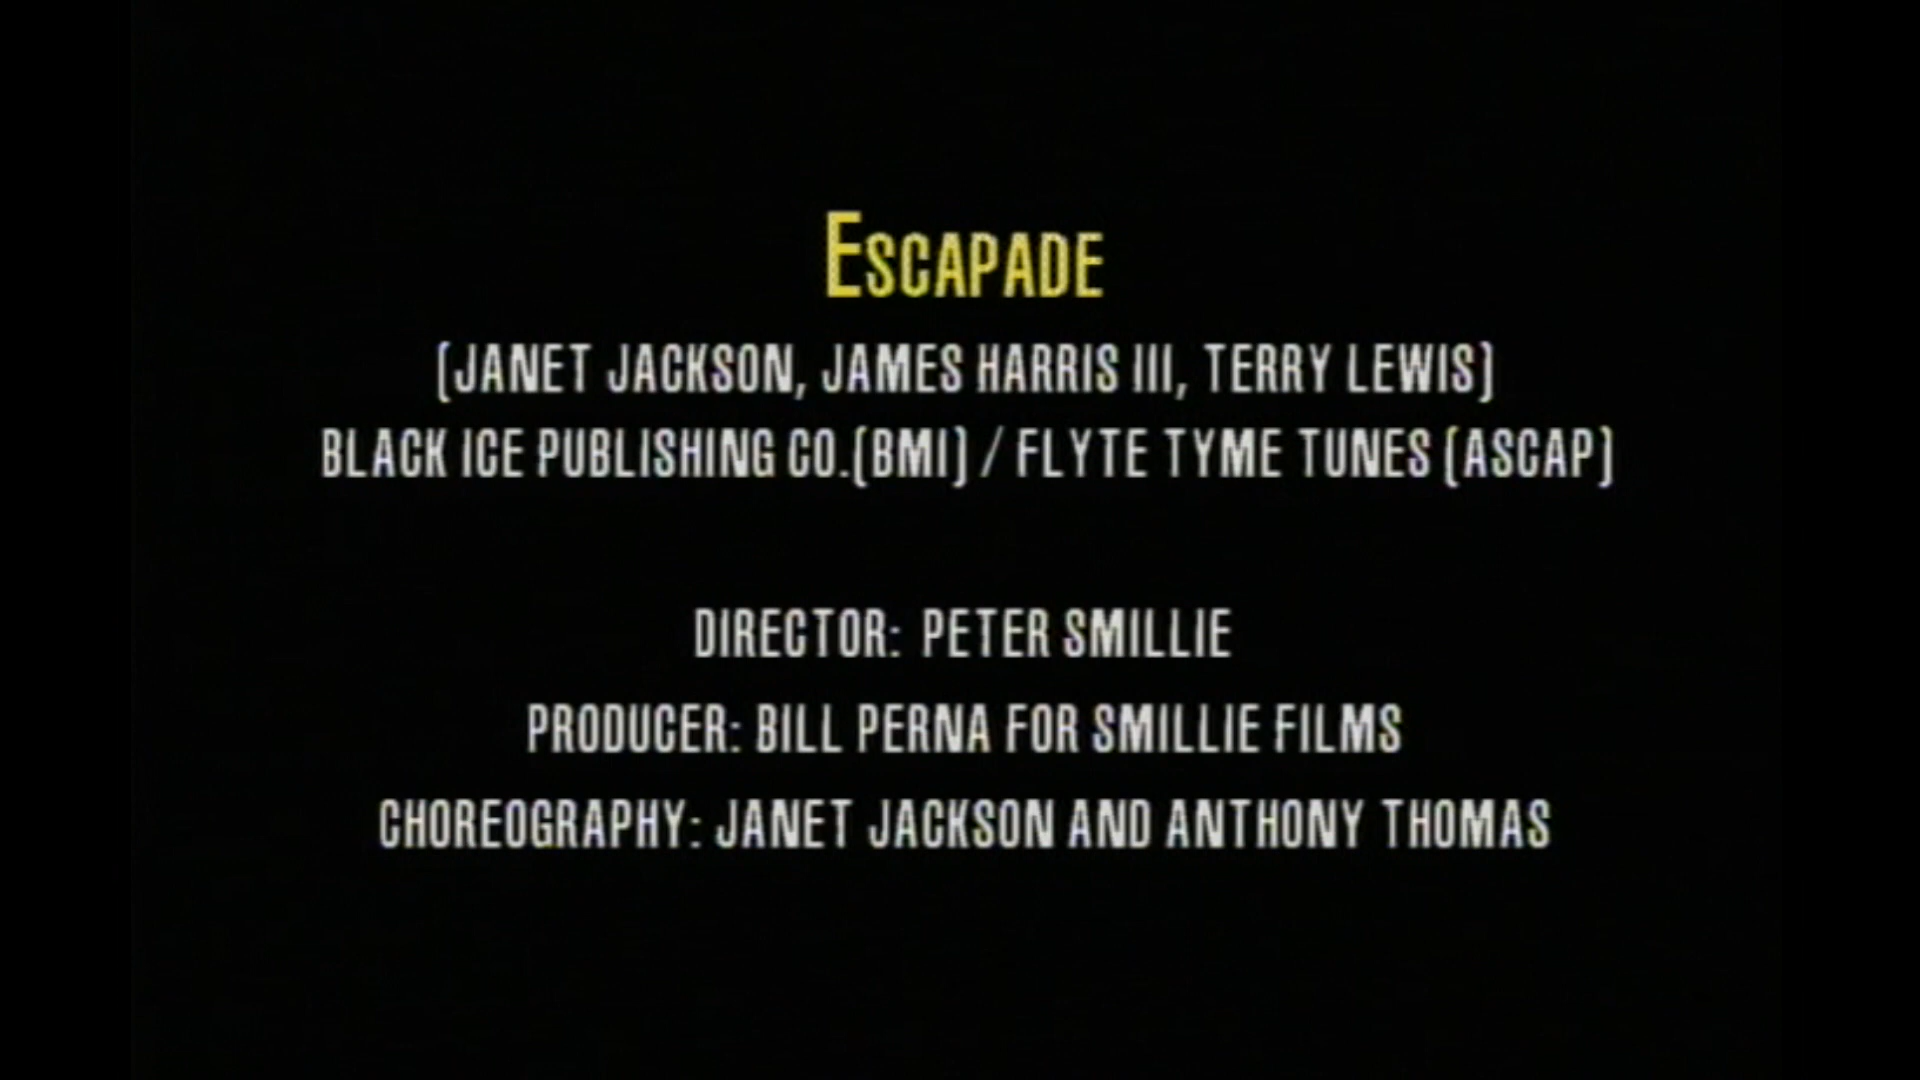 ESCAPADE
(JANET JACKSON, JAMES HARRIS III, TERRY LEWIS)
BLACK ICE PUBLISHING CO.(BMI) / FLYTE TYME TUNES (ASCAP)
DIRECTOR: PETER SMILLIE
PRODUCER: BILL PERNA FOR SMILLIE FILMS
CHOREOGRAPHY: JANET JACKSON AND ANTHONY THOMAS